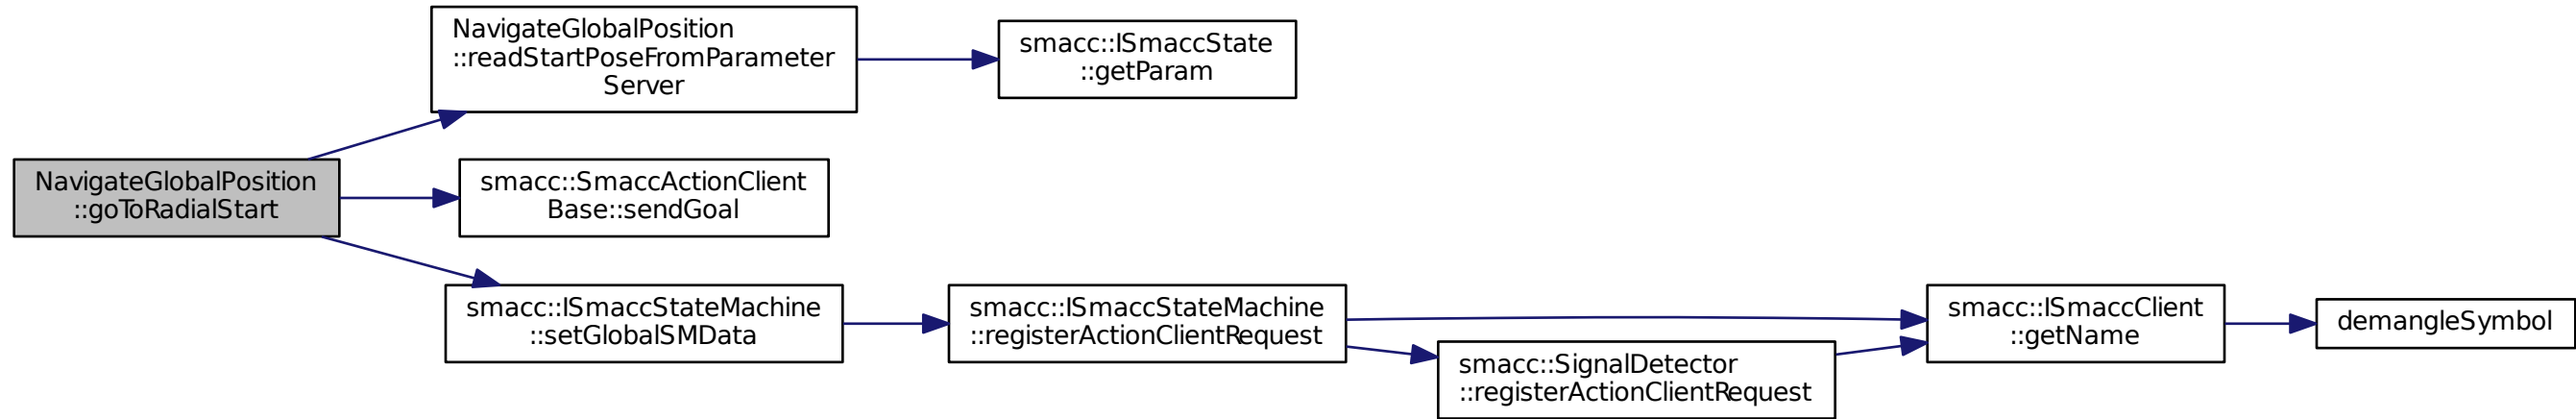 NavigateGlobalPosition
::readStartPoseFromParameter
Server
smacc::ISmaccState
::getParam
NavigateGlobalPosition
::goToRadialStart
smacc::SmaccActionClient
Base::sendGoal
smacc::ISmaccStateMachine
::setGlobalSMData
smacc::ISmaccStateMachine
::registerActionClientRequest
smacc::SignalDetector
::registerActionClientRequest
smacc::ISmaccClient
::getName
demangleSymbol